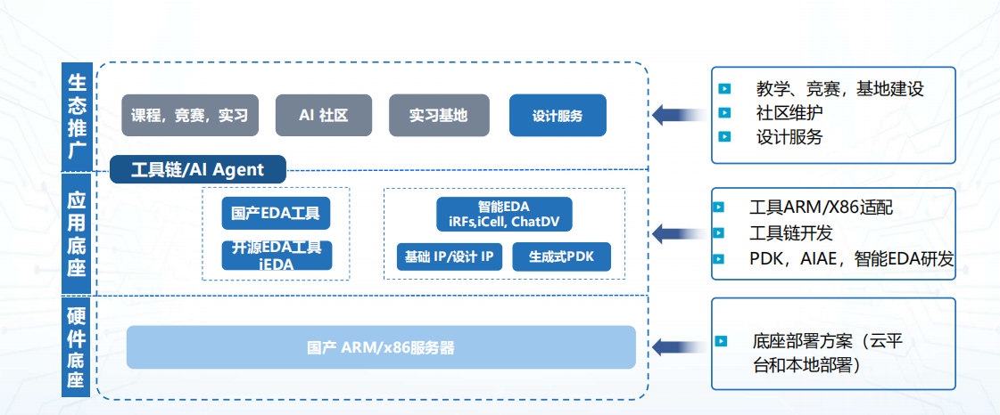 生态推广
课程，竞赛，实习
AI 社区
实习基地
设计服务
教学、竞赛，基地建设
社区维护
设计服务
工具链/AI Agent
应用底座
国产EDA工具
开源EDA工具
iEDA
智能EDA
iRFs,iCell, ChatDV
基础 IP/设计 IP
生成式PDK
工具ARM/X86适配
工具链开发
PDK，AIAE，智能EDA研发
硬件底座
国产 ARM/x86服务器
底座部署方案（云平
台和本地部署）